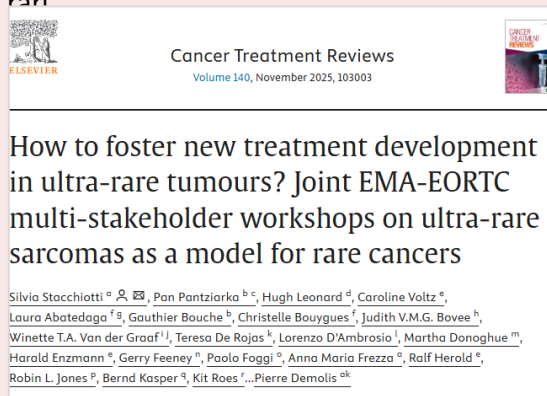 ran
ELSEVIER
Cancer Treatment Reviews
Volume 140, November 2025, 103003
CANCER
TREATMENT
REVIEWS
How to foster new treatment development
in ultra-rare tumours? Joint EMA-EORTC
multi-stakeholder workshops on ultra-rare
sarcomas as a model for rare cancers
Silvia Stacchiotti a, Pan Pantziarka b c, Hugh Leonard d, Caroline Voltz e,
Laura Abatedaga f g, Gauthier Bouche b, Christelle Bouygues f, Judith V.M.G. Bovee h,
Winette T.A. Van der Graaf i j, Teresa De Rojas k, Lorenzo D'Ambrosio l, Martha Donoghue m,
Harald Enzmann e, Gerry Feeney n, Paolo Foggi o, Anna Maria Frezza a, Ralf Herold e,
Robin L. Jones p, Bernd Kasper q, Kit Roes r...Pierre Demolis ak